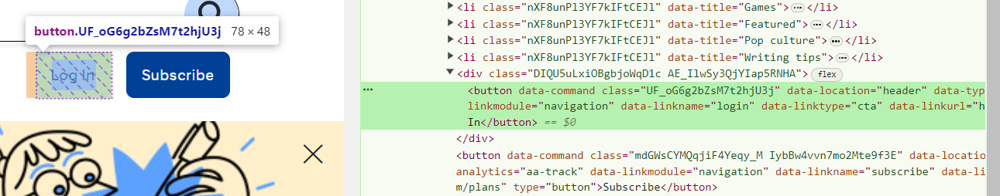 button.UF_oG6g2bZsM7t2hjU3j 78 × 48
Log In
Subscribe
<li class="nXF8unPl3YF7kIFtCEJl" data-title="Games"> ⋯ </li>
<li class="nXF8unPl3YF7kIFtCEJl" data-title="Featured"> ⋯ </li>
<li class="nXF8unPl3YF7kIFtCEJl" data-title="Pop culture"> ⋯ </li>
<li class="nXF8unPl3YF7kIFtCEJl" data-title="Writing tips"> ⋯ </li>
<div class="DIQU5uLxiOBgbjoWqD1c AE_IlwSy3QjYIap5RNHA"> flex
<button data-command class="UF_oG6g2bZsM7t2hjU3j" data-location="header" data-typ
linkmodule="navigation" data-linkname="login" data-linktype="cta" data-linkurl="h
In</button> == $0
</div>
<button data-command class="mdGWsCYMQqjiF4Yeqy_M IybBw4vvn7mo2Mte9f3E" data-locatio
analytics="aa-track" data-linkmodule="navigation" data-linkname="subscribe" data-li
m/plans" type="button">Subscribe</button>